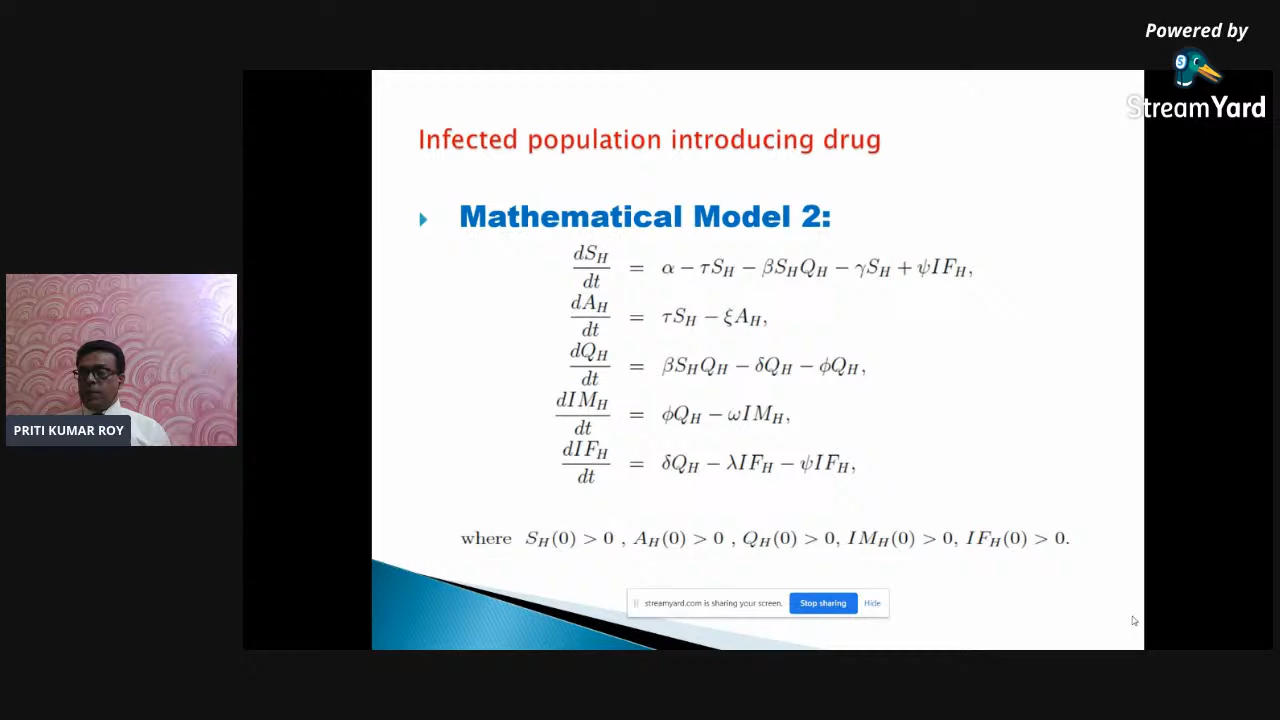 Powered by
StreamYard
Infected population introducing drug
Mathematical Model 2:
dS_H/dt = α − τS_H − βS_HQ_H − γS_H + ψIF_H,
dA_H/dt = τS_H − ξA_H,
dQ_H/dt = βS_HQ_H − δQ_H − ϕQ_H,
dIM_H/dt = ϕQ_H − ωIM_H,
dIF_H/dt = δQ_H − λIF_H − ψIF_H,
where S_H(0) > 0 , A_H(0) > 0 , Q_H(0) > 0, IM_H(0) > 0, IF_H(0) > 0.
PRITI KUMAR ROY
streamyard.com is sharing your screen. Stop sharing Hide